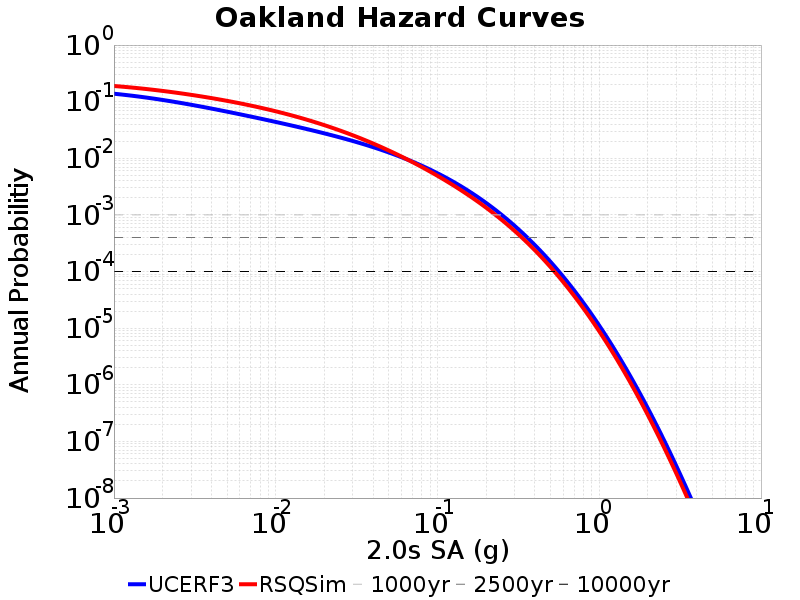 Oakland Hazard Curves
Annual Probabilitiy
10^0
10^-1
10^-2
10^-3
10^-4
10^-5
10^-6
10^-7
10^-8
10^-3 10^-2 10^-1 10^0 10^1
2.0s SA (g)
UCERF3 RSQSim 1000yr 2500yr 10000yr